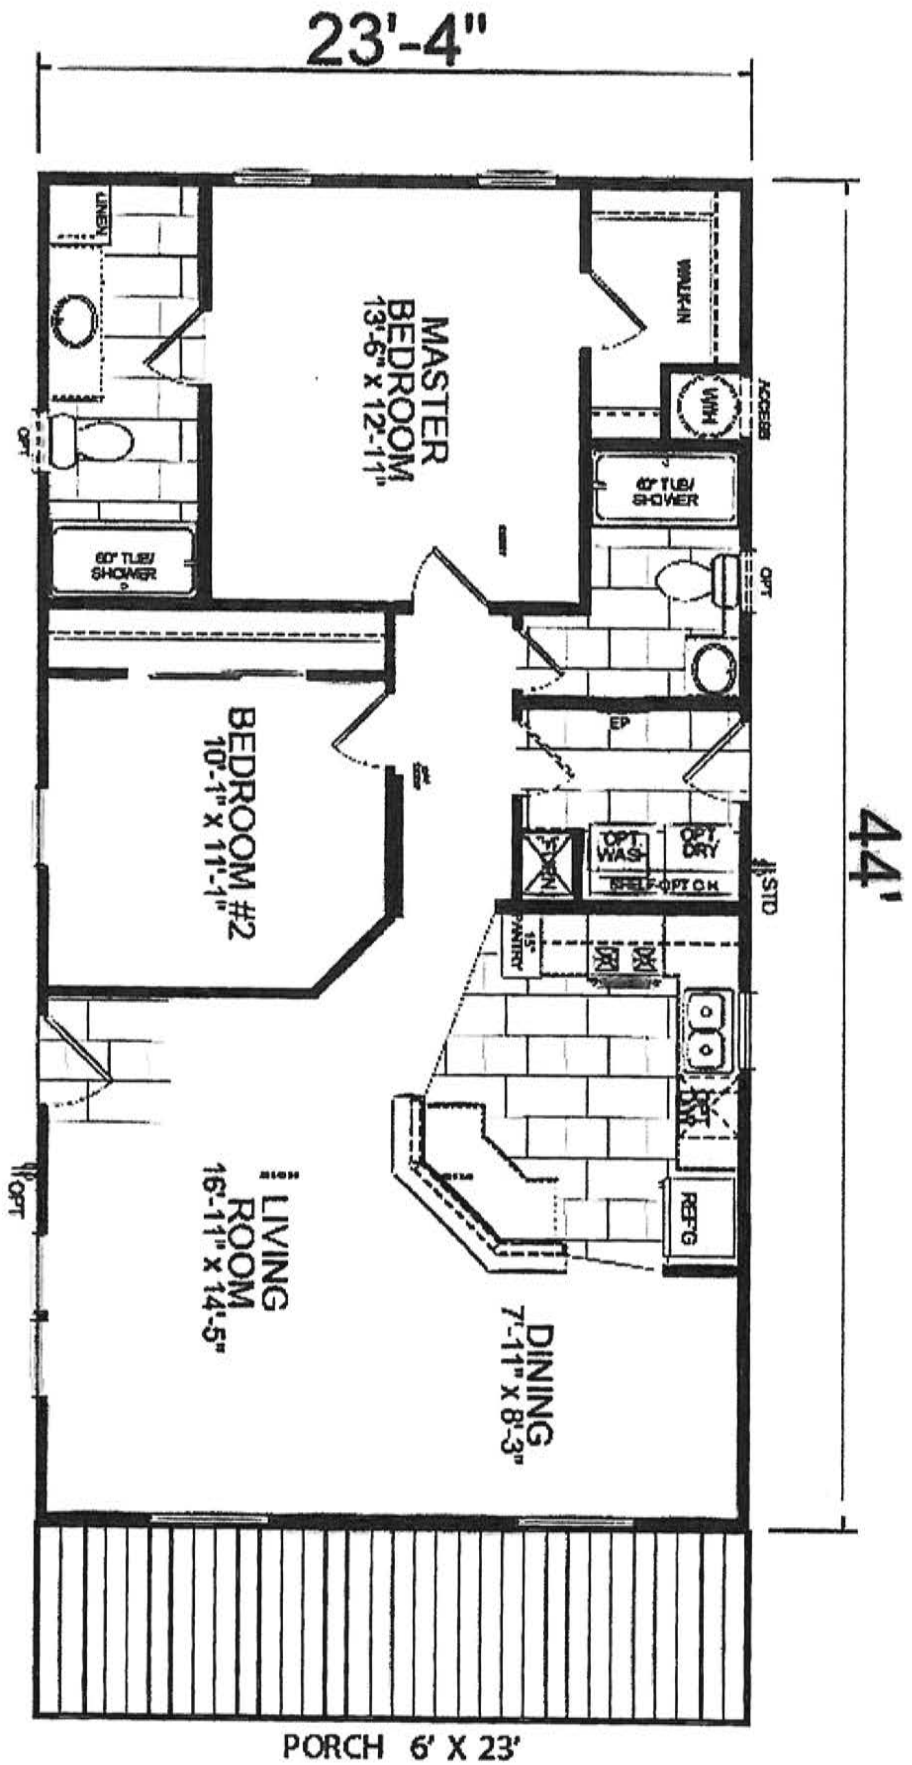 23'-4"
44'
LINEN
WALK-IN
MASTER
BEDROOM
13'-6" X 12'-11"
W/H
ACCESS
OPT
60" TUB/
SHOWER
60" TUB/
SHOWER
OPT
BEDROOM #2
10'-1" X 11'-1"
EP
OPT
WAS
OPT
DRY
SHELF-OPT O.H.
STD
15"
PANTRY
OPT
REF'G
OPT
LIVING
ROOM
16'-11" X 14'-5"
DINING
7'-11" X 8'-3"
PORCH 6' X 23'